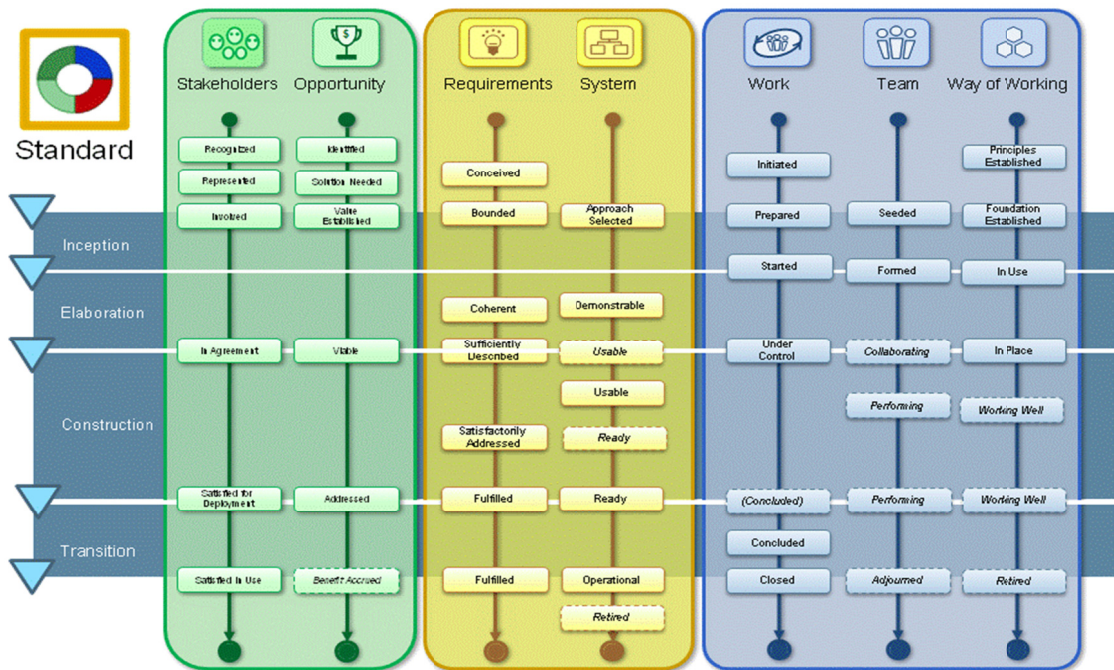 Stakeholders
Opportunity
Requirements
System
Work
Team
Way of Working
$
Standard
Recognized
Identified
Principles
Established
Conceived
Initiated
Represented
Solution Needed
Involved
Value
Established
Bounded
Approach
Selected
Prepared
Seeded
Foundation
Established
Inception
Started
Formed
In Use
Elaboration
Coherent
Demonstrable
In Agreement
Viable
Sufficiently
Described
Usable
Under
Control
Collaborating
In Place
Usable
Performing
Working Well
Construction
Satisfactorily
Addressed
Ready
Satisfied for
Deployment
Addressed
Fulfilled
Ready
(Concluded)
Performing
Working Well
Transition
Concluded
Satisfied In Use
Benefit Accrued
Fulfilled
Operational
Closed
Adjourned
Retired
Retired